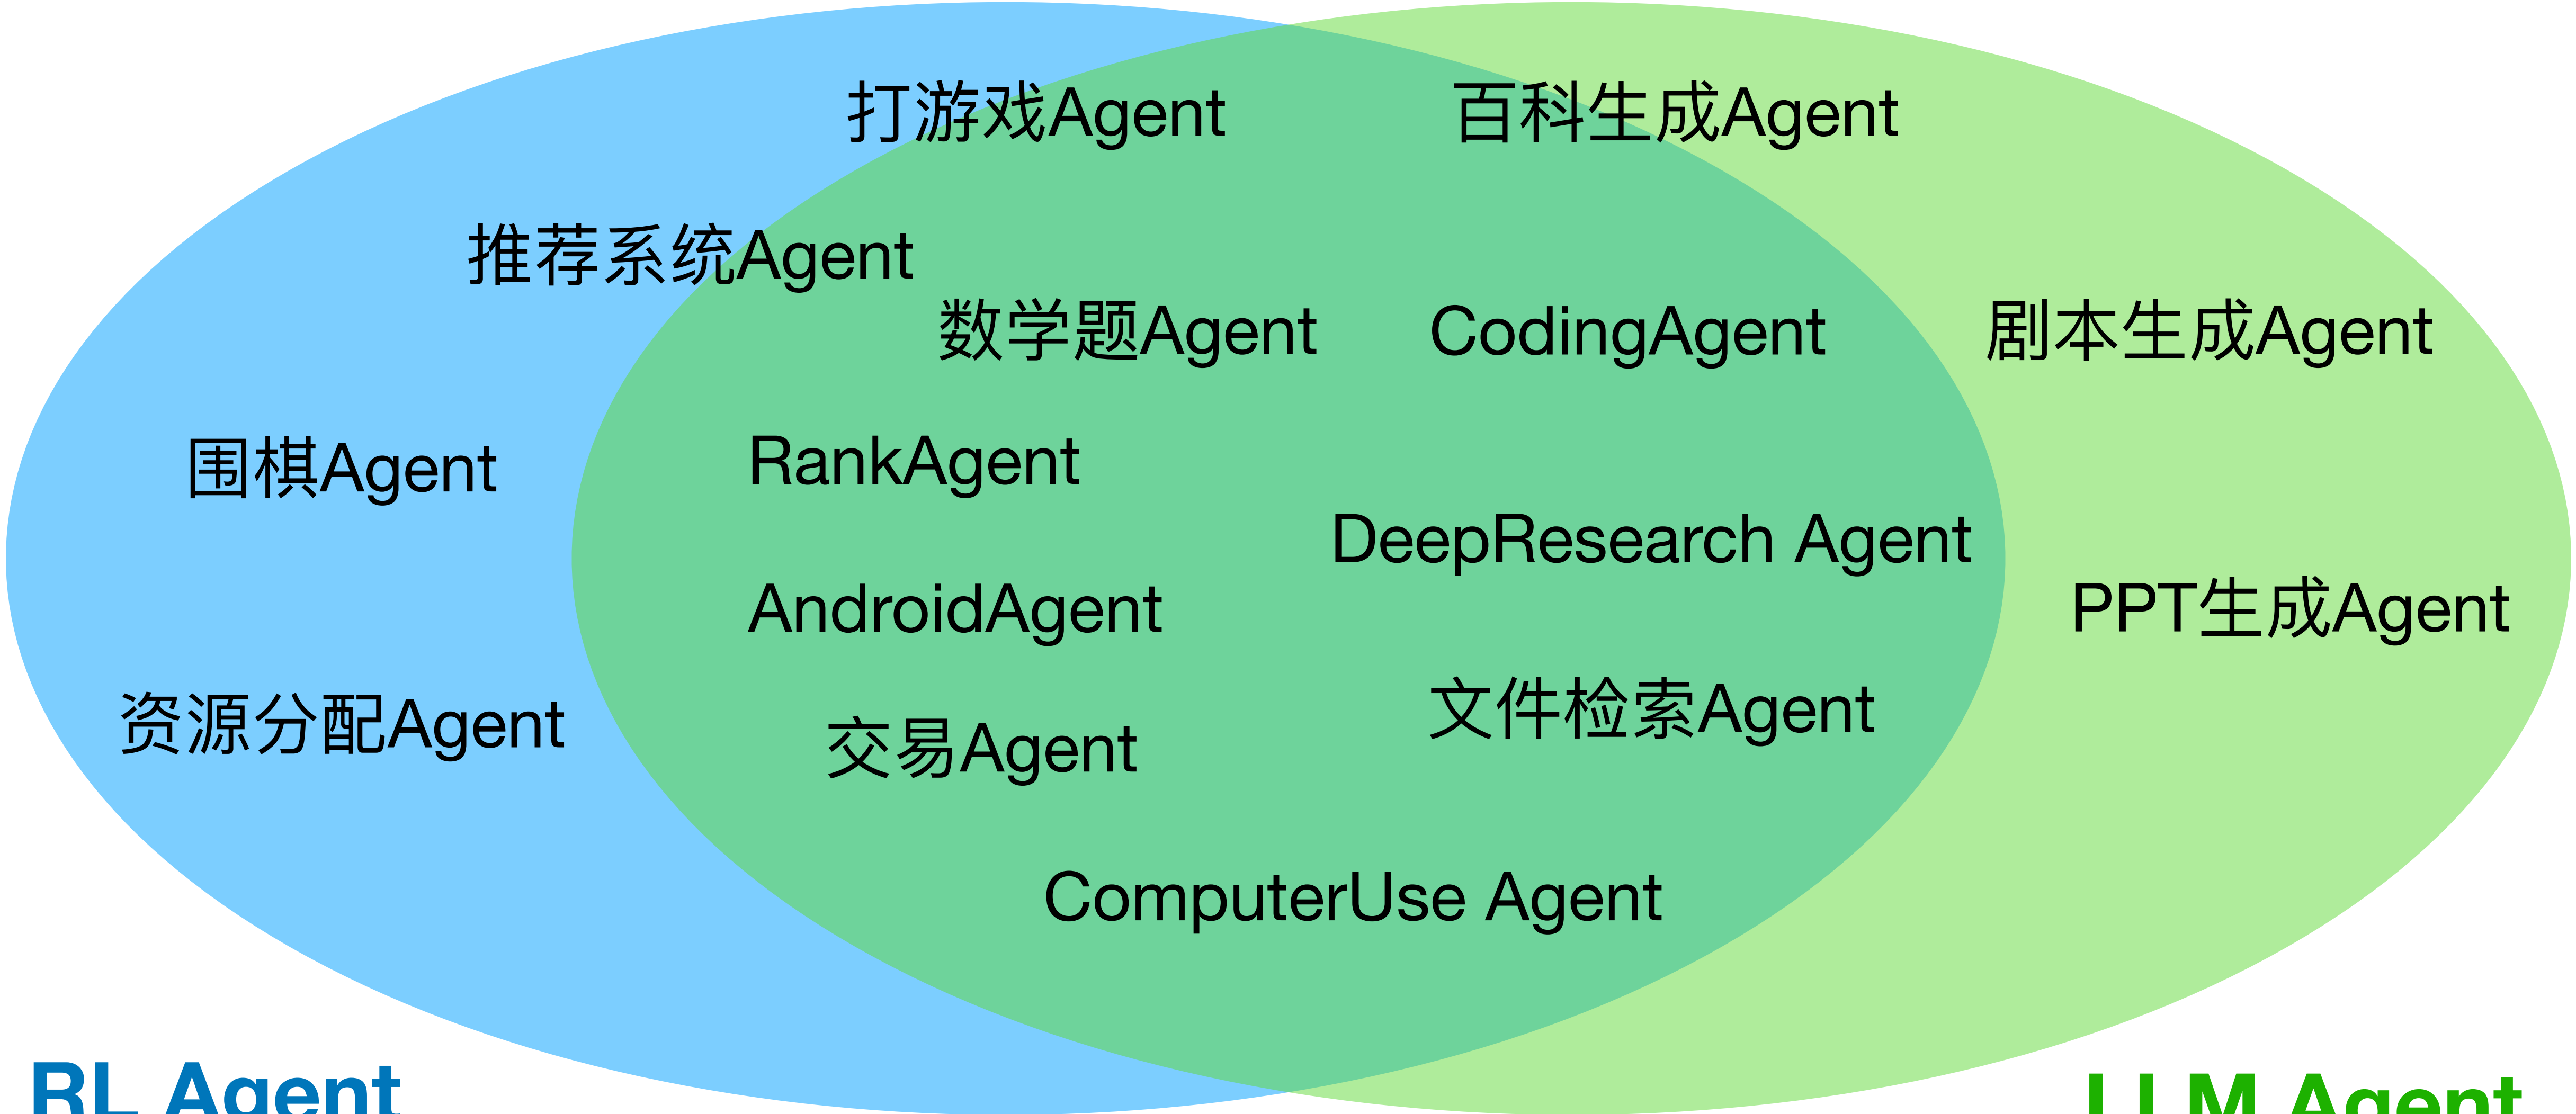 打游戏Agent
百科生成Agent
推荐系统Agent
数学题Agent
CodingAgent
剧本生成Agent
围棋Agent
RankAgent
DeepResearch Agent
AndroidAgent
PPT生成Agent
资源分配Agent
交易Agent
文件检索Agent
ComputerUse Agent
RL Agent
LLM Agent